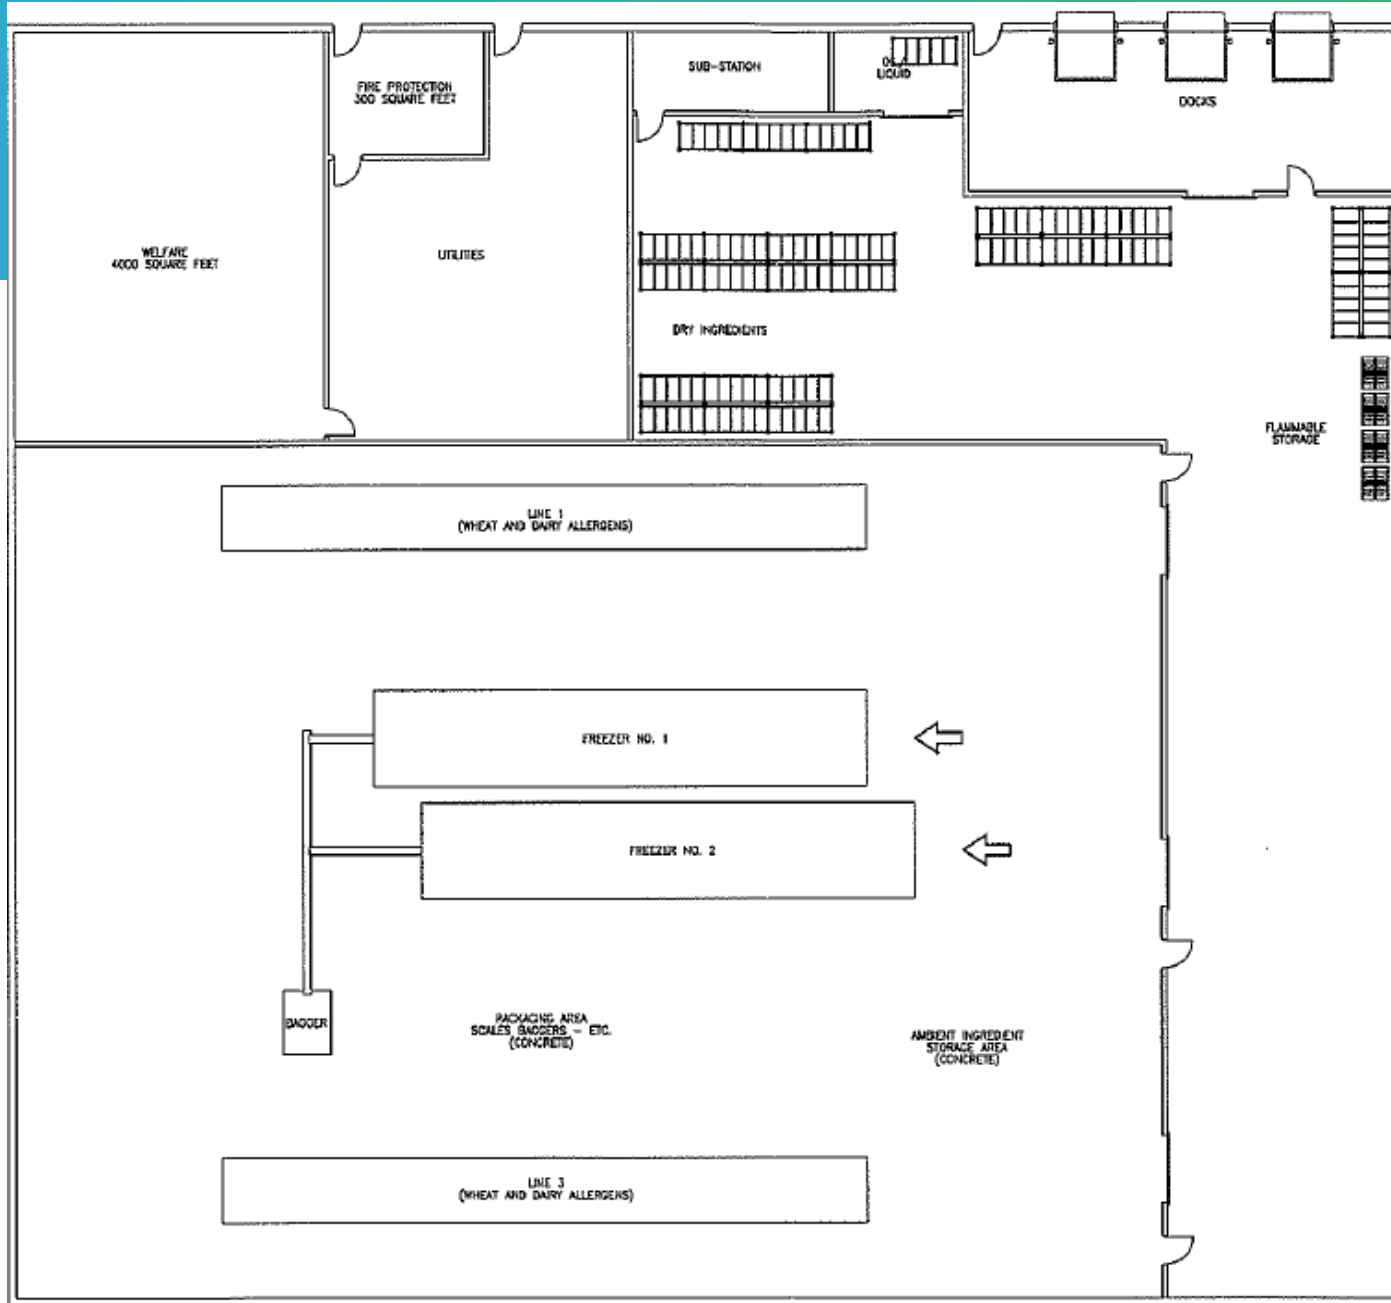 FIRE PROTECTION
300 SQUARE FEET
SUB-STATION
LIQUID
DOCKS
WELFARE
4000 SQUARE FEET
UTILITIES
DRY INGREDIENTS
FLAMMABLE
STORAGE
LINE 1
(WHEAT AND DAIRY ALLERGENS)
FREEZER NO. 1
FREEZER NO. 2
BAGGER
PACKAGING AREA
SCALES BAGGERS - ETC.
(CONCRETE)
AMBIENT INGREDIENT
STORAGE AREA
(CONCRETE)
LINE 3
(WHEAT AND DAIRY ALLERGENS)